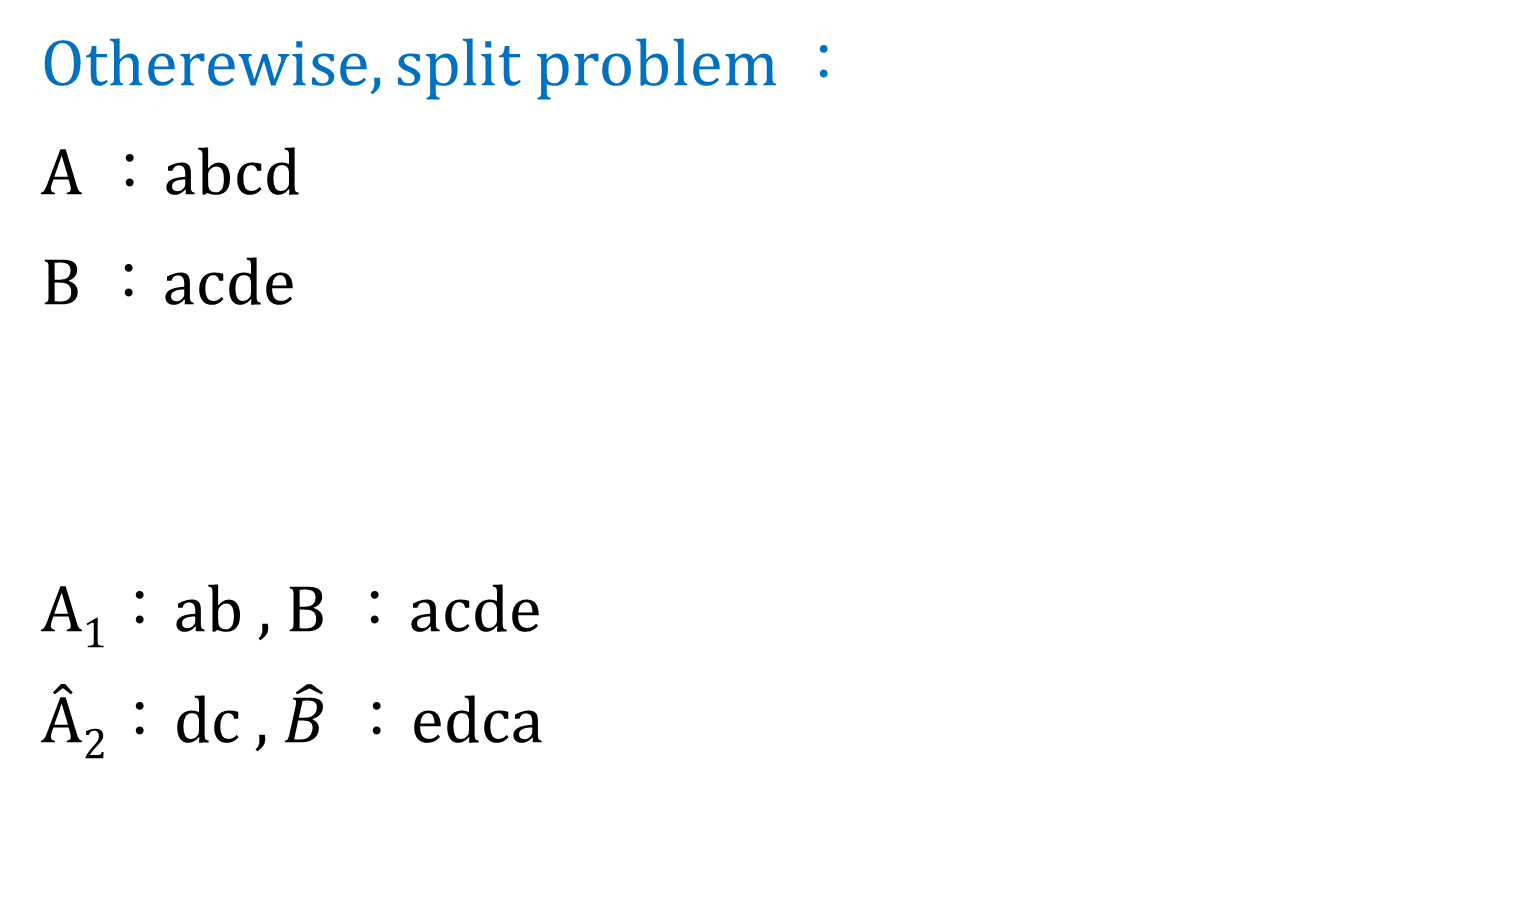 Otherewise, split problem :
A : abcd
B : acde
A₁ : ab , B : acde
Â₂ : dc , B̂ : edca